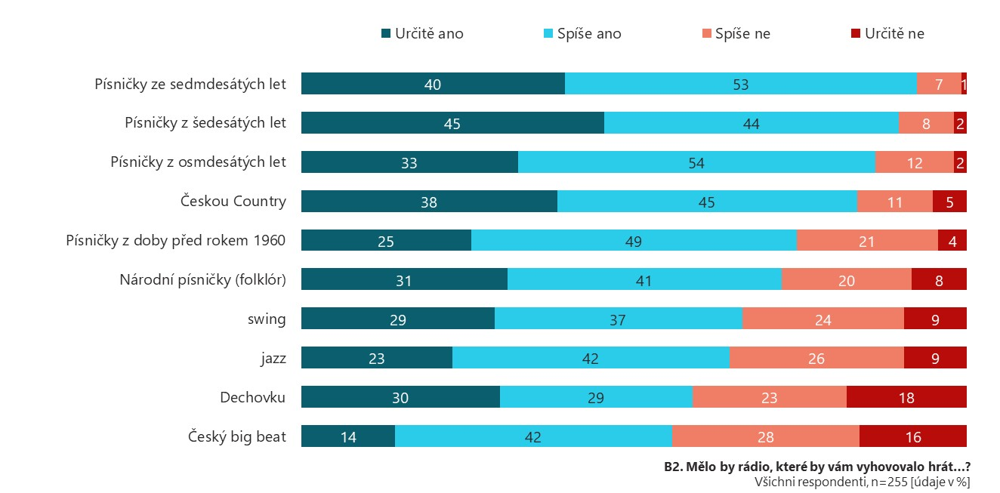 Určitě ano Spíše ano Spíše ne Určitě ne
Písničky ze sedmdesátých let 40 53 7 1
Písničky z šedesátých let 45 44 8 2
Písničky z osmdesátých let 33 54 12 2
Českou Country 38 45 11 5
Písničky z doby před rokem 1960 25 49 21 4
Národní písničky (folklór) 31 41 20 8
swing 29 37 24 9
jazz 23 42 26 9
Dechovku 30 29 23 18
Český big beat 14 42 28 16
B2. Mělo by rádio, které by vám vyhovovalo hrát...?
Všichni respondenti, n=255 [údaje v %]